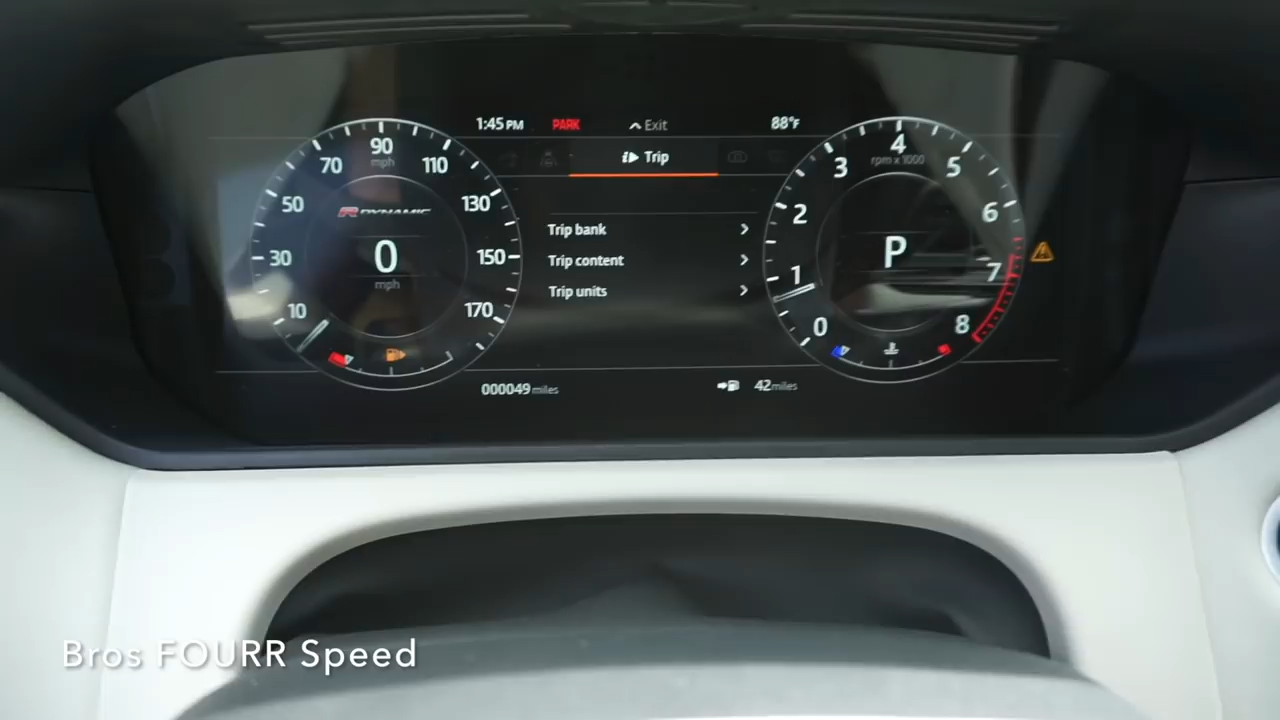 1:45 PM PARK Exit 88°F
Trip
90
mph
70
110
50
130
30
150
10
170
R DYNAMIC
0
mph
Trip bank
Trip content
Trip units
4
rpm x 1000
3
5
2
6
1
7
0
8
P
000049 miles
42 miles
Bros FOURR Speed